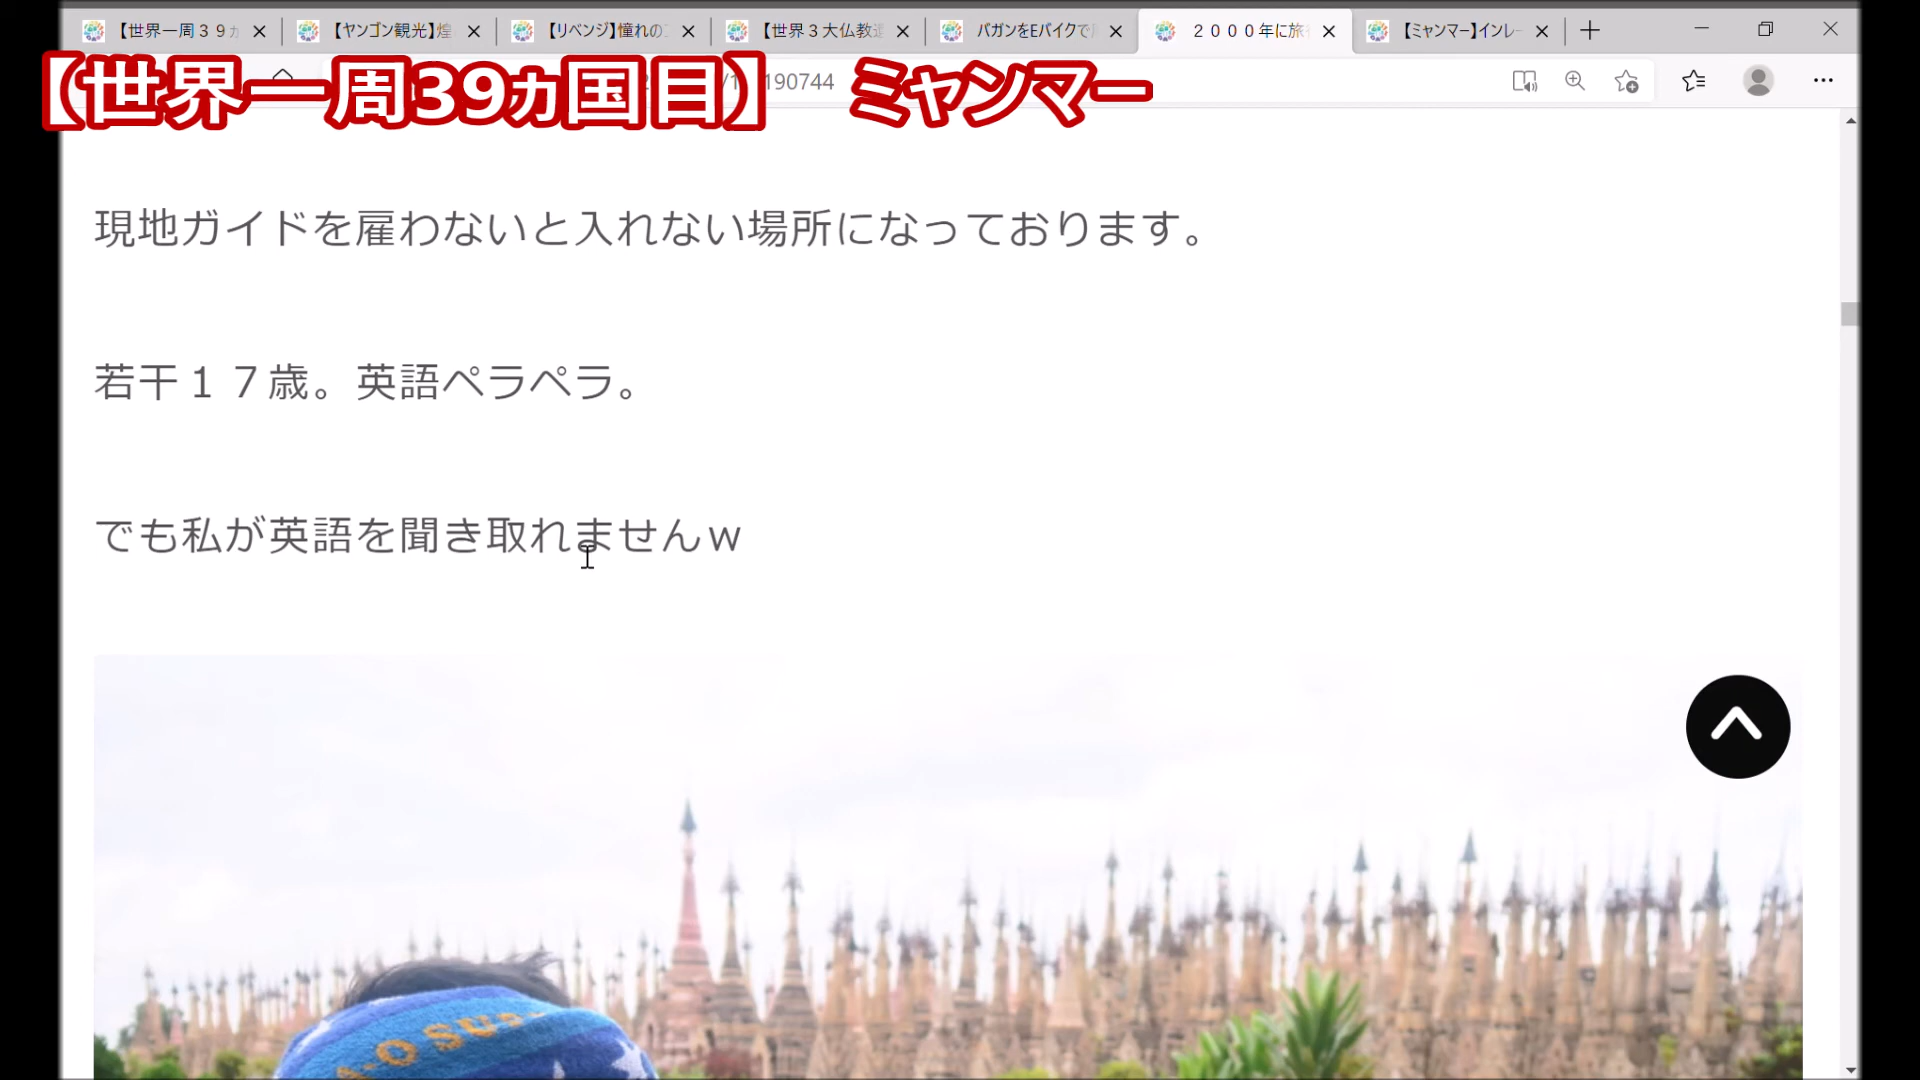 【世界一周３９カ
【ヤンゴン観光】煌
【リベンジ】憧れの
【世界３大仏教遺
バガンをEバイクで
２０００年に旅
【ミャンマー】インレー
【世界一周39ヵ国目】 ミャンマー
190744
現地ガイドを雇わないと入れない場所になっております。
若干１７歳。英語ペラペラ。
でも私が英語を聞き取れませんｗ